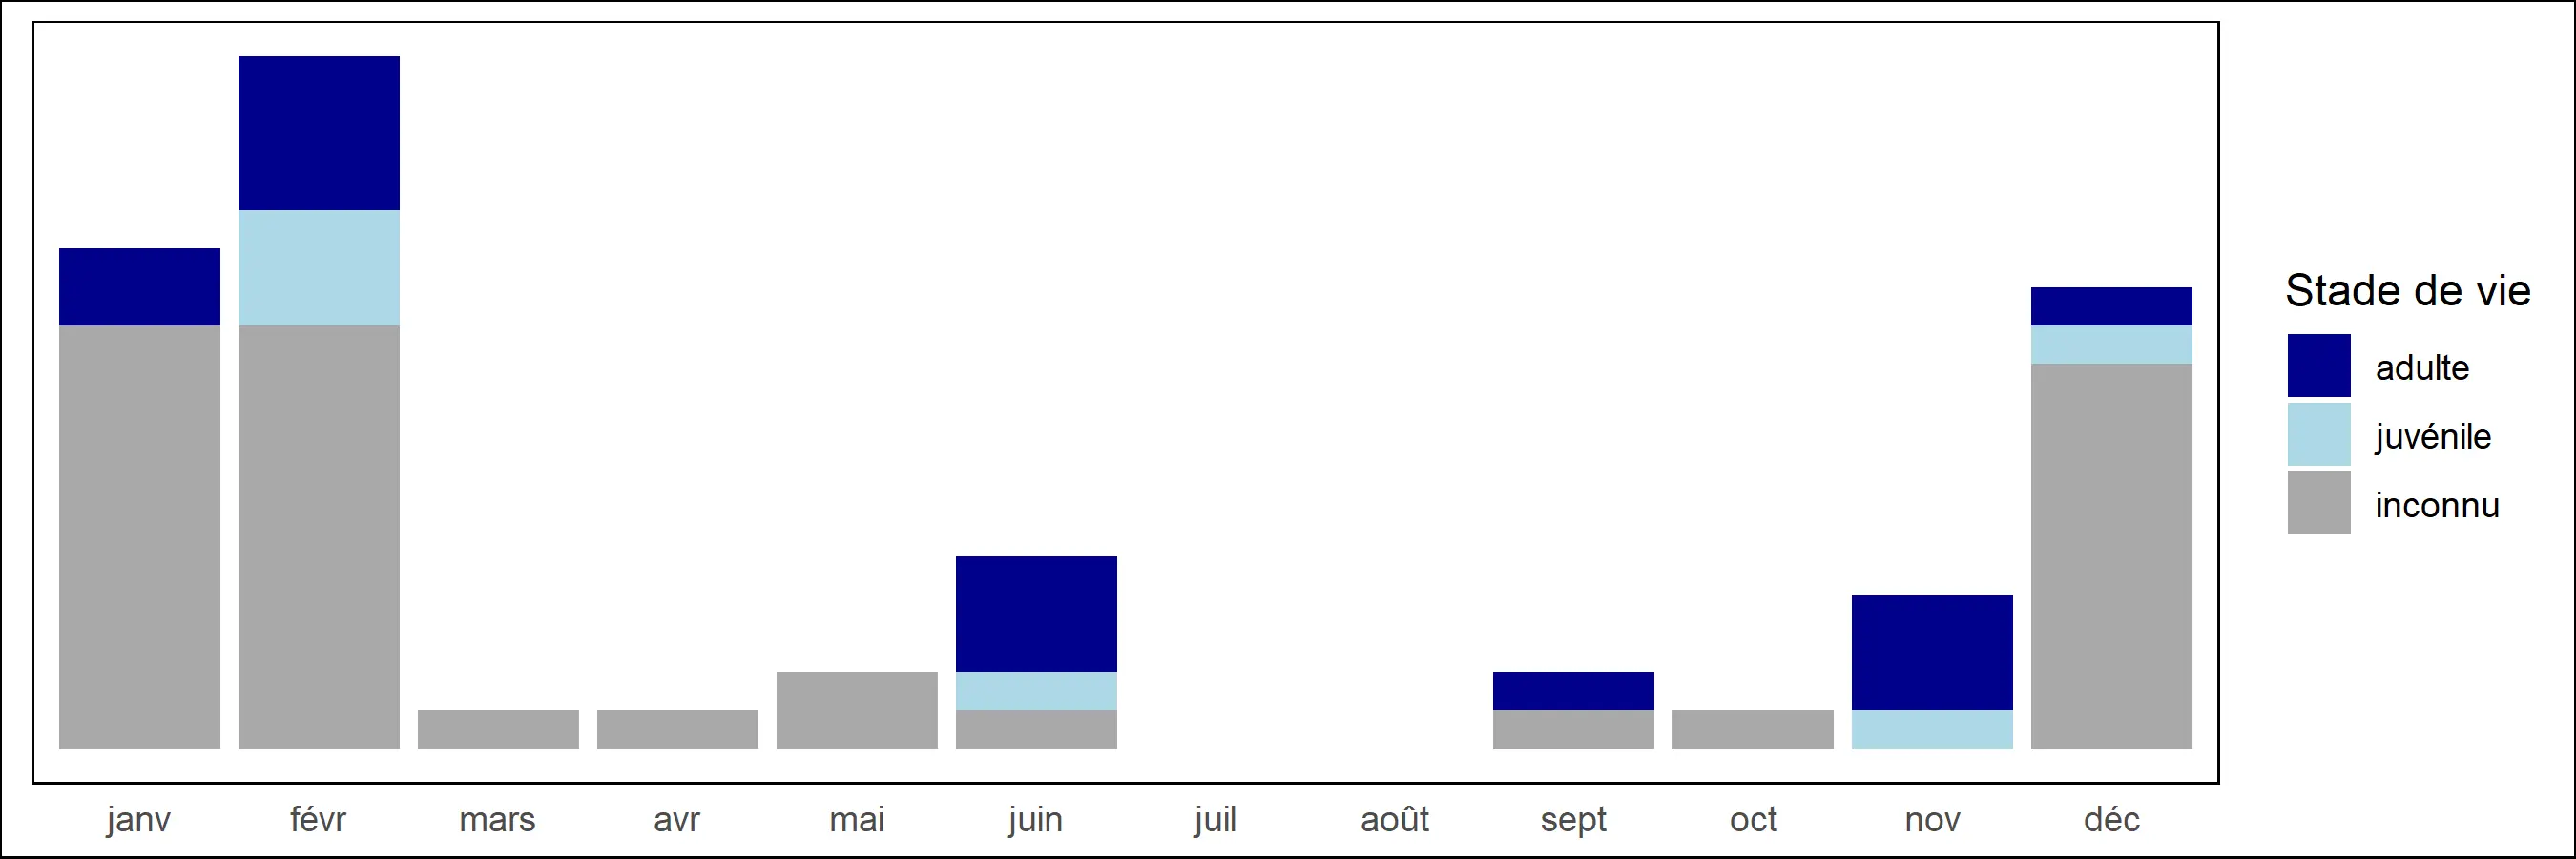 Stade de vie
adulte
juvénile
inconnu
janv févr mars avr mai juin juil août sept oct nov déc